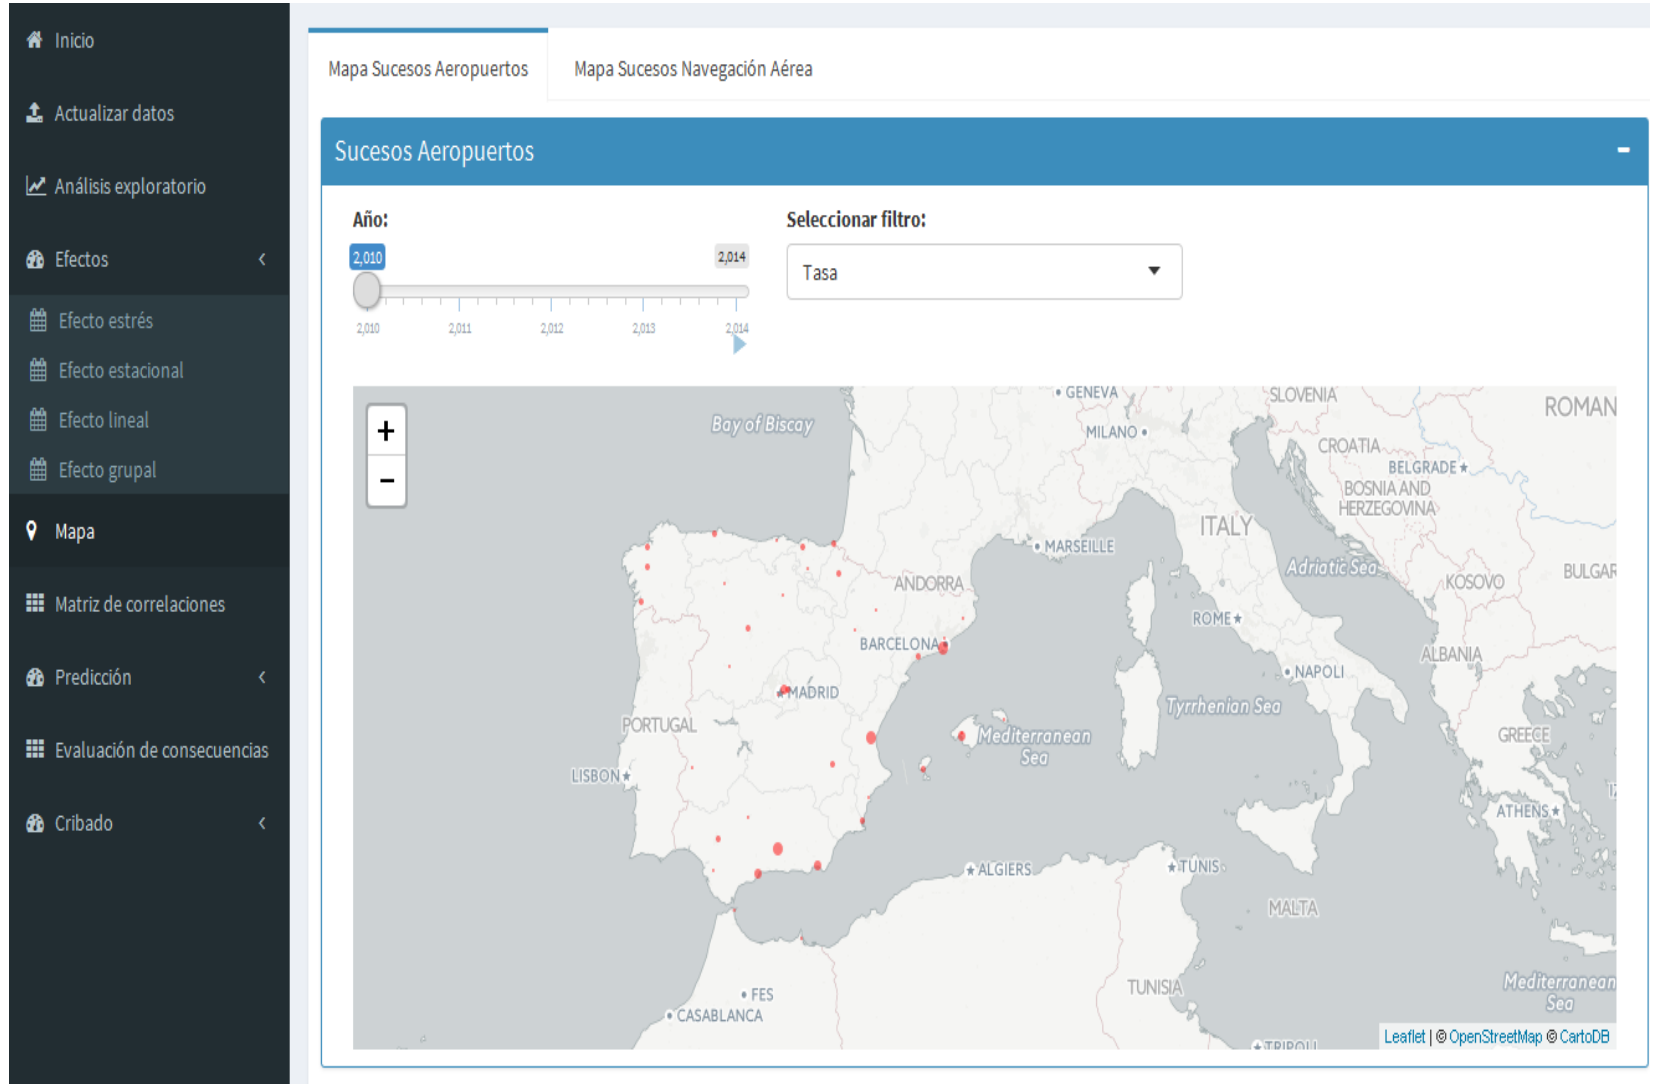 Inicio
Actualizar datos
Análisis exploratorio
Efectos
Efecto estrés
Efecto estacional
Efecto lineal
Efecto grupal
Mapa
Matriz de correlaciones
Predicción
Evaluación de consecuencias
Cribado
Mapa Sucesos Aeropuertos
Mapa Sucesos Navegación Aérea
Sucesos Aeropuertos
Año:
2,010
2,014
2,010 2,011 2,012 2,013 2,014
Seleccionar filtro:
Tasa
+
−
GENEVA
SLOVENIA
ROMAN
Bay of Biscay
MILANO
CROATIA
BELGRADE
BOSNIA AND
HERZEGOVINA
ITALY
MARSEILLE
Adriatic Sea
KOSOVO
BULGAR
ANDORRA
ROME
BARCELONA
ALBANIA
NAPOLI
MADRID
Tyrrhenian Sea
PORTUGAL
Mediterranean
Sea
GREECE
LISBON
ATHENS
ALGIERS
TUNIS
MALTA
TUNISIA
Mediterranean
Sea
FES
CASABLANCA
TRIPOLI
Leaflet | © OpenStreetMap © CartoDB